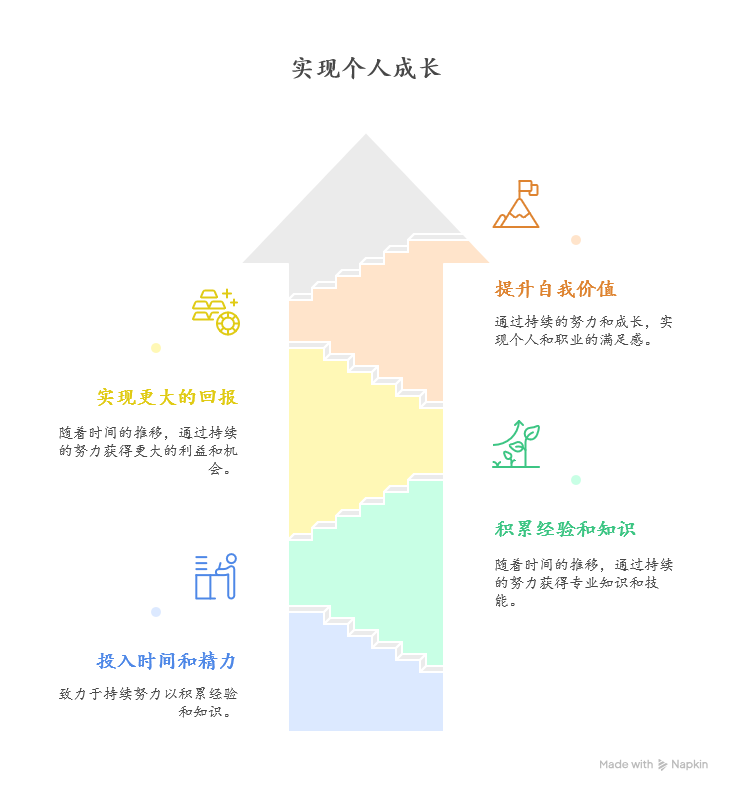 实现个人成长
提升自我价值
通过持续的努力和成长，实
现个人和职业的满足感。
实现更大的回报
随着时间的推移，通过持续
的努力获得更大的利益和机
会。
积累经验和知识
随着时间的推移，通过持续
的努力获得专业知识和技
能。
投入时间和精力
致力于持续努力以积累经验
和知识。
Made with Napkin